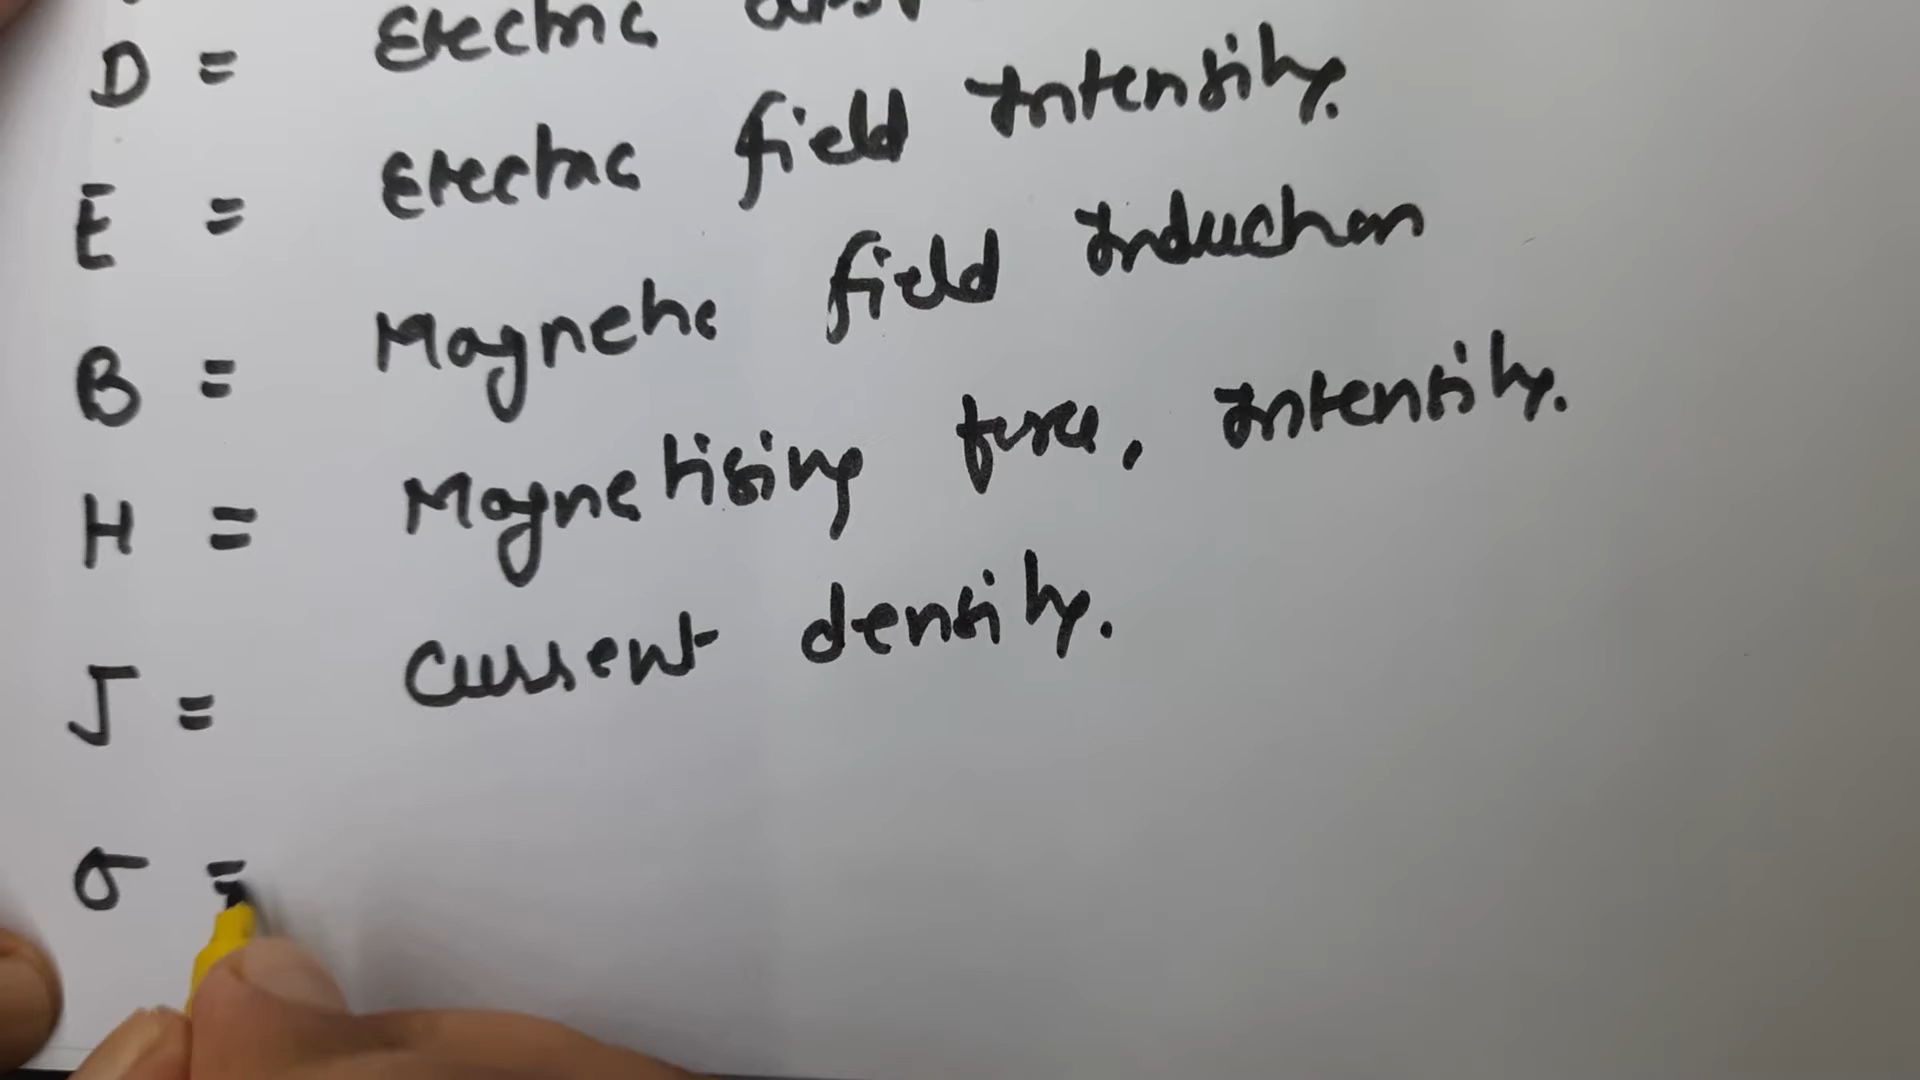 D = Electric
E = Electric field Intensity.
B = Magnetic field Induction
H = Magnetising force, Intensity.
J = Current density.
σ =